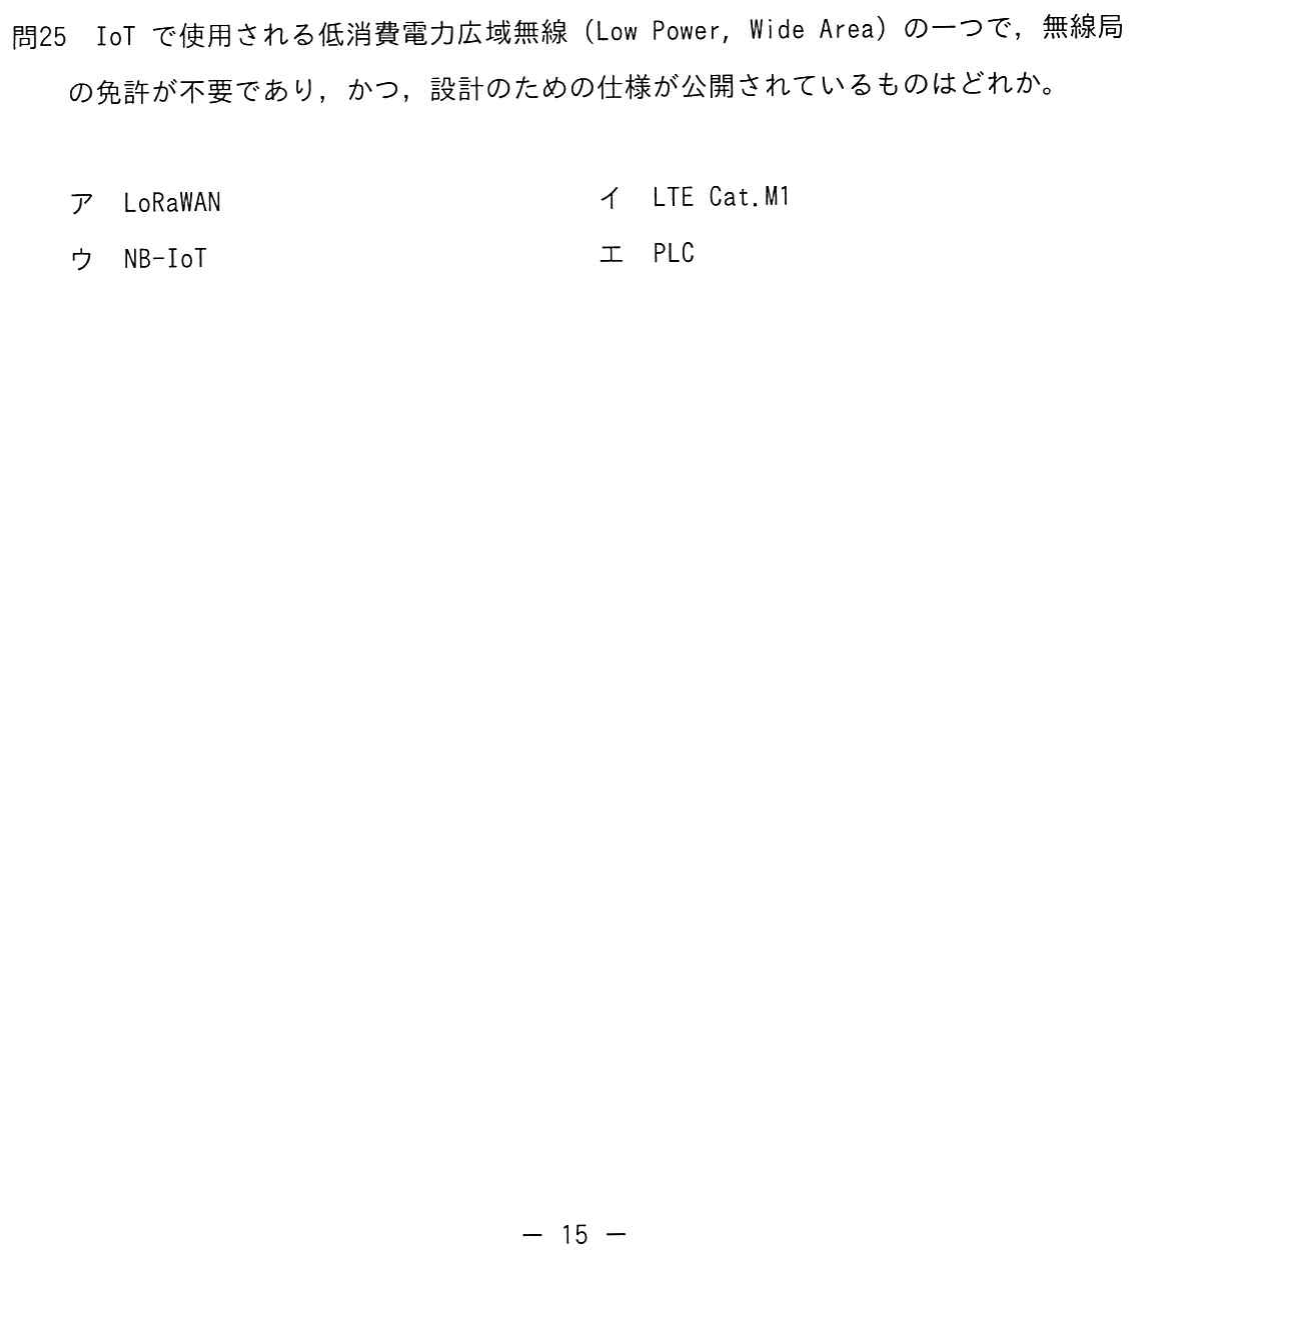 問25 IoT で使用される低消費電力広域無線（Low Power, Wide Area）の一つで，無線局
の免許が不要であり，かつ，設計のための仕様が公開されているものはどれか。
ア LoRaWAN イ LTE Cat.M1
ウ NB-IoT エ PLC
－ 15 －